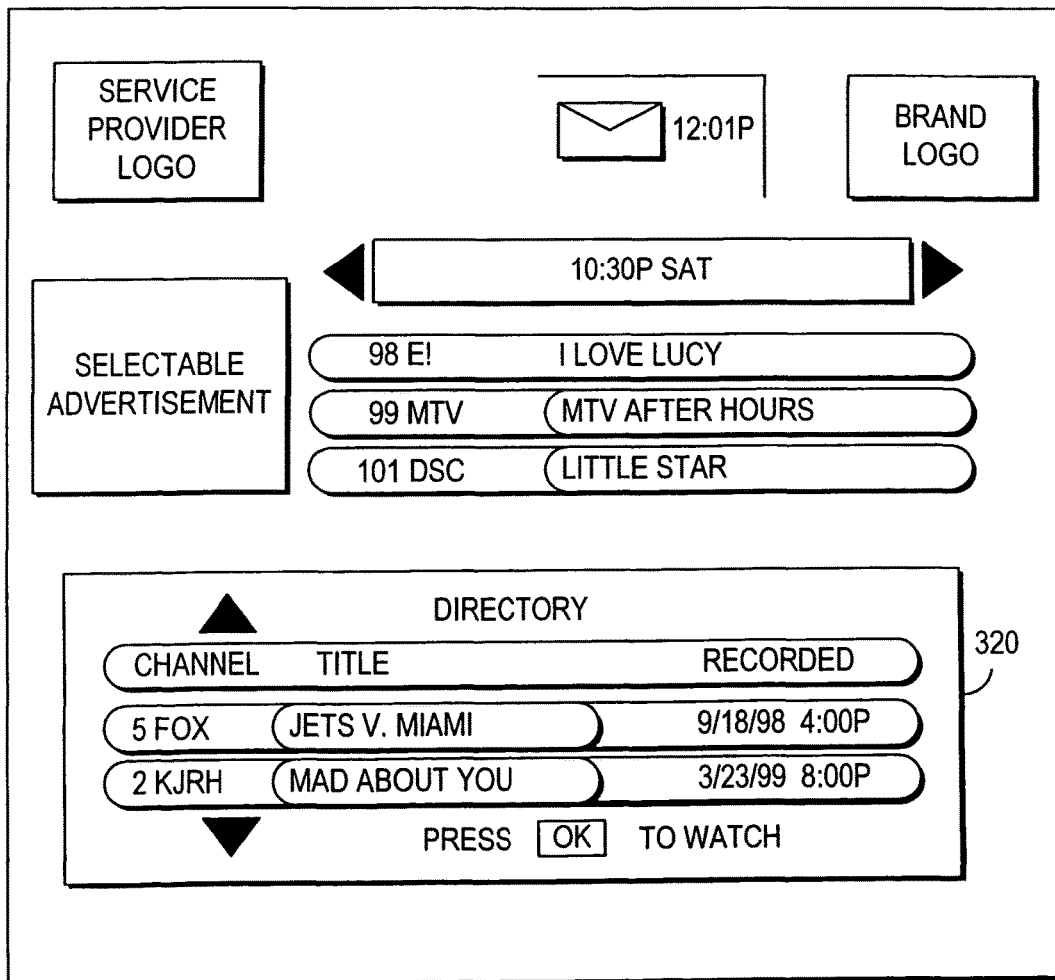 SERVICE
PROVIDER
LOGO
12:01P
BRAND
LOGO
10:30P SAT
SELECTABLE
ADVERTISEMENT
98 E! I LOVE LUCY
99 MTV MTV AFTER HOURS
101 DSC LITTLE STAR
DIRECTORY
CHANNEL TITLE RECORDED
5 FOX JETS V. MIAMI 9/18/98 4:00P
2 KJRH MAD ABOUT YOU 3/23/99 8:00P
PRESS OK TO WATCH
320